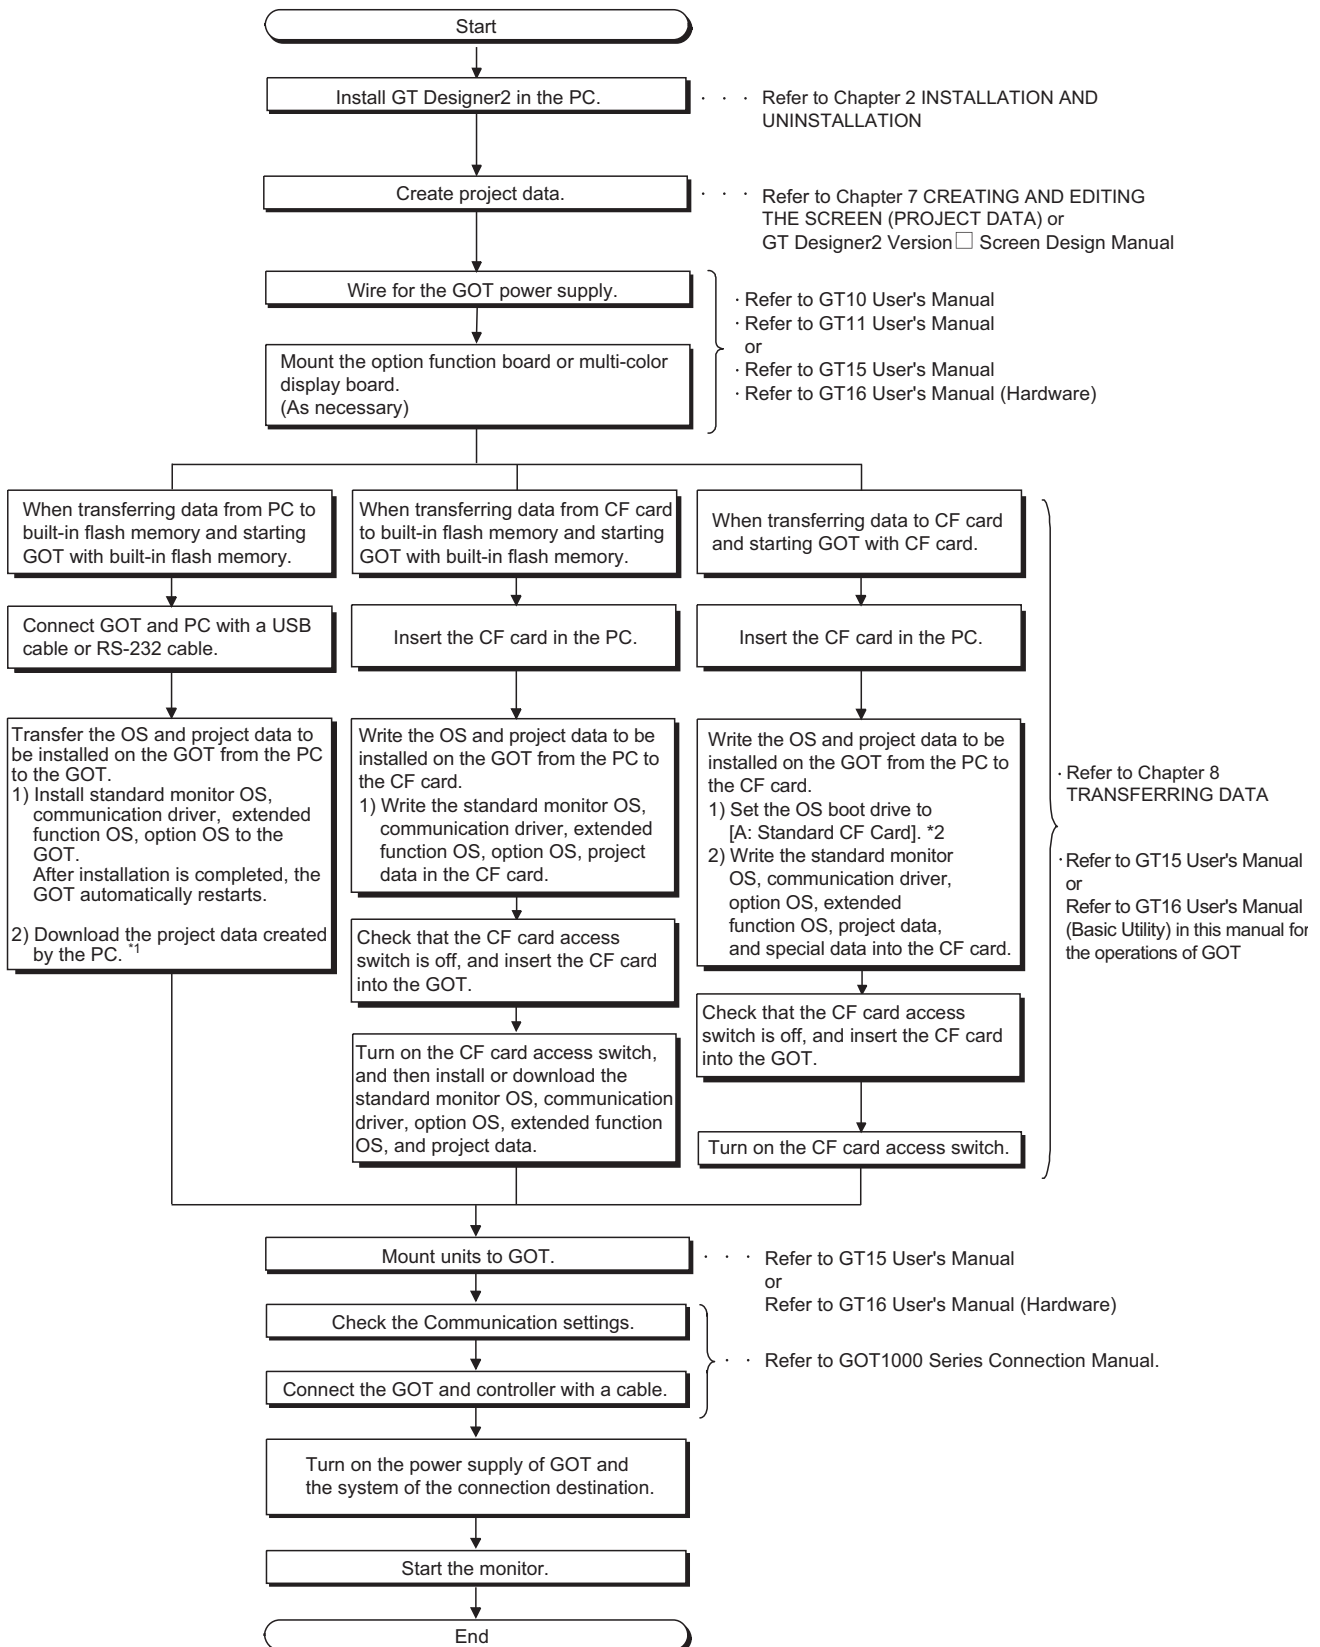 Start
Install GT Designer2 in the PC.
· · · Refer to Chapter 2 INSTALLATION AND
UNINSTALLATION
Create project data.
· · · Refer to Chapter 7 CREATING AND EDITING
THE SCREEN (PROJECT DATA) or
GT Designer2 Version□ Screen Design Manual
Wire for the GOT power supply.
Mount the option function board or multi-color
display board.
(As necessary)
· Refer to GT10 User's Manual
· Refer to GT11 User's Manual
or
· Refer to GT15 User's Manual
· Refer to GT16 User's Manual (Hardware)
When transferring data from PC to
built-in flash memory and starting
GOT with built-in flash memory.
Connect GOT and PC with a USB
cable or RS-232 cable.
Transfer the OS and project data to
be installed on the GOT from the PC
to the GOT.
1) Install standard monitor OS,
communication driver, extended
function OS, option OS to the
GOT.
After installation is completed, the
GOT automatically restarts.
2) Download the project data created
by the PC. *1
When transferring data from CF card
to built-in flash memory and starting
GOT with built-in flash memory.
Insert the CF card in the PC.
Write the OS and project data to be
installed on the GOT from the PC to
the CF card.
1) Write the standard monitor OS,
communication driver, extended
function OS, option OS, project
data in the CF card.
Check that the CF card access
switch is off, and insert the CF card
into the GOT.
Turn on the CF card access switch,
and then install or download the
standard monitor OS, communication
driver, option OS, extended function
OS, and project data.
When transferring data to CF card
and starting GOT with CF card.
Insert the CF card in the PC.
Write the OS and project data to be
installed on the GOT from the PC to
the CF card.
1) Set the OS boot drive to
[A: Standard CF Card]. *2
2) Write the standard monitor
OS, communication driver,
option OS, extended
function OS, project data,
and special data into the CF card.
Check that the CF card access
switch is off, and insert the CF card
into the GOT.
Turn on the CF card access switch.
· Refer to Chapter 8
TRANSFERRING DATA
· Refer to GT15 User's Manual
or
Refer to GT16 User's Manual
(Basic Utility) in this manual for
the operations of GOT
Mount units to GOT.
· · · Refer to GT15 User's Manual
or
Refer to GT16 User's Manual (Hardware)
Check the Communication settings.
Connect the GOT and controller with a cable.
· · Refer to GOT1000 Series Connection Manual.
Turn on the power supply of GOT and
the system of the connection destination.
Start the monitor.
End